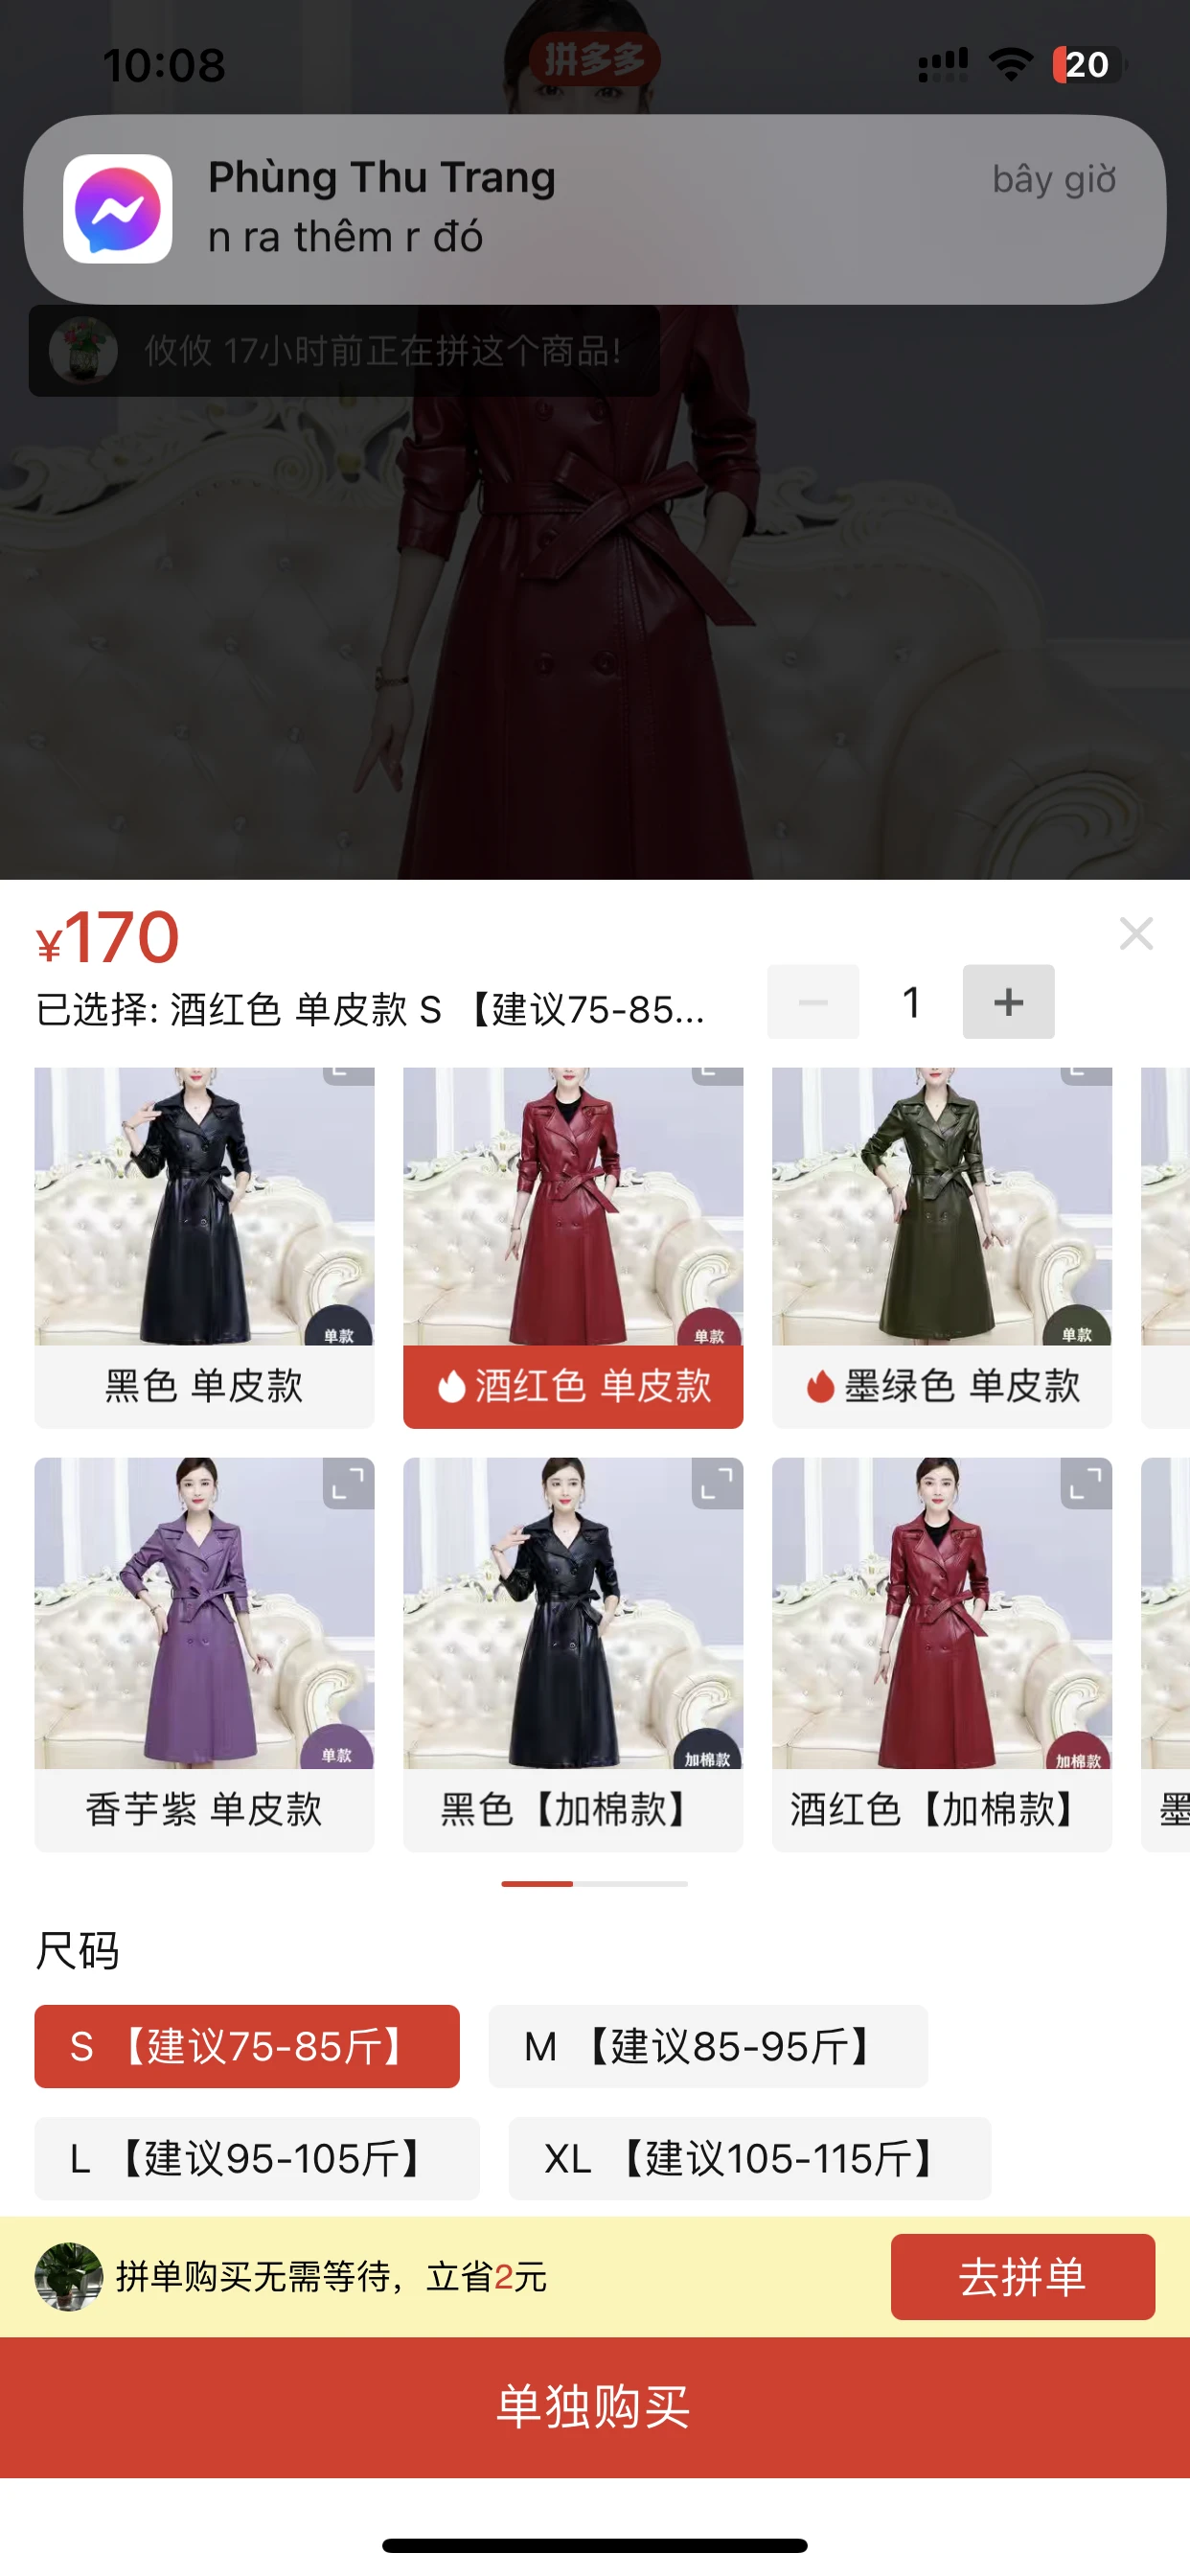 10:08
拼多多
20
Phùng Thu Trang
bây giờ
n ra thêm r đó
攸攸 17小时前正在拼这个商品!
¥170
已选择: 酒红色 单皮款 S 【建议75-85...
1
单款
单款
单款
黑色 单皮款
酒红色 单皮款
墨绿色 单皮款
单款
加棉款
加棉款
香芋紫 单皮款
黑色【加棉款】
酒红色【加棉款】
墨
尺码
S 【建议75-85斤】
M 【建议85-95斤】
L 【建议95-105斤】
XL 【建议105-115斤】
拼单购买无需等待，立省2元
去拼单
单独购买